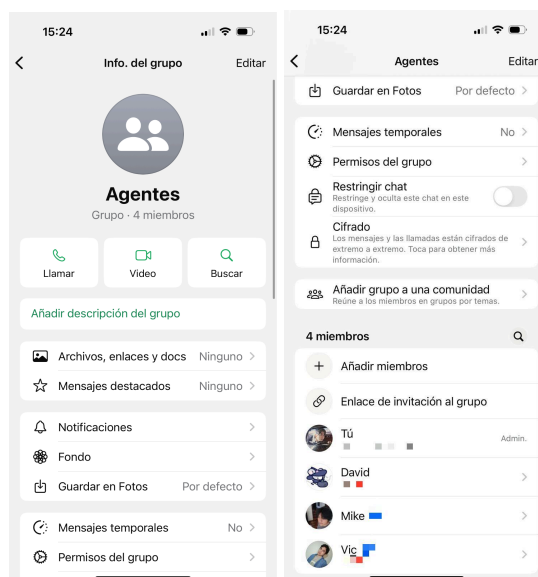 15:24
Info. del grupo
Editar
Agentes
Grupo · 4 miembros
Llamar
Video
Buscar
Añadir descripción del grupo
Archivos, enlaces y docs Ninguno
Mensajes destacados Ninguno
Notificaciones
Fondo
Guardar en Fotos Por defecto
Mensajes temporales No
Permisos del grupo
15:24
Agentes
Editar
Guardar en Fotos Por defecto
Mensajes temporales No
Permisos del grupo
Restringir chat
Restringe y oculta este chat en este
dispositivo.
Cifrado
Los mensajes y las llamadas están cifrados de
extremo a extremo. Toca para obtener más
información.
Añadir grupo a una comunidad
Reúne a los miembros en grupos por temas.
4 miembros
Añadir miembros
Enlace de invitación al grupo
Tú
Admin.
David
Mike
Vic